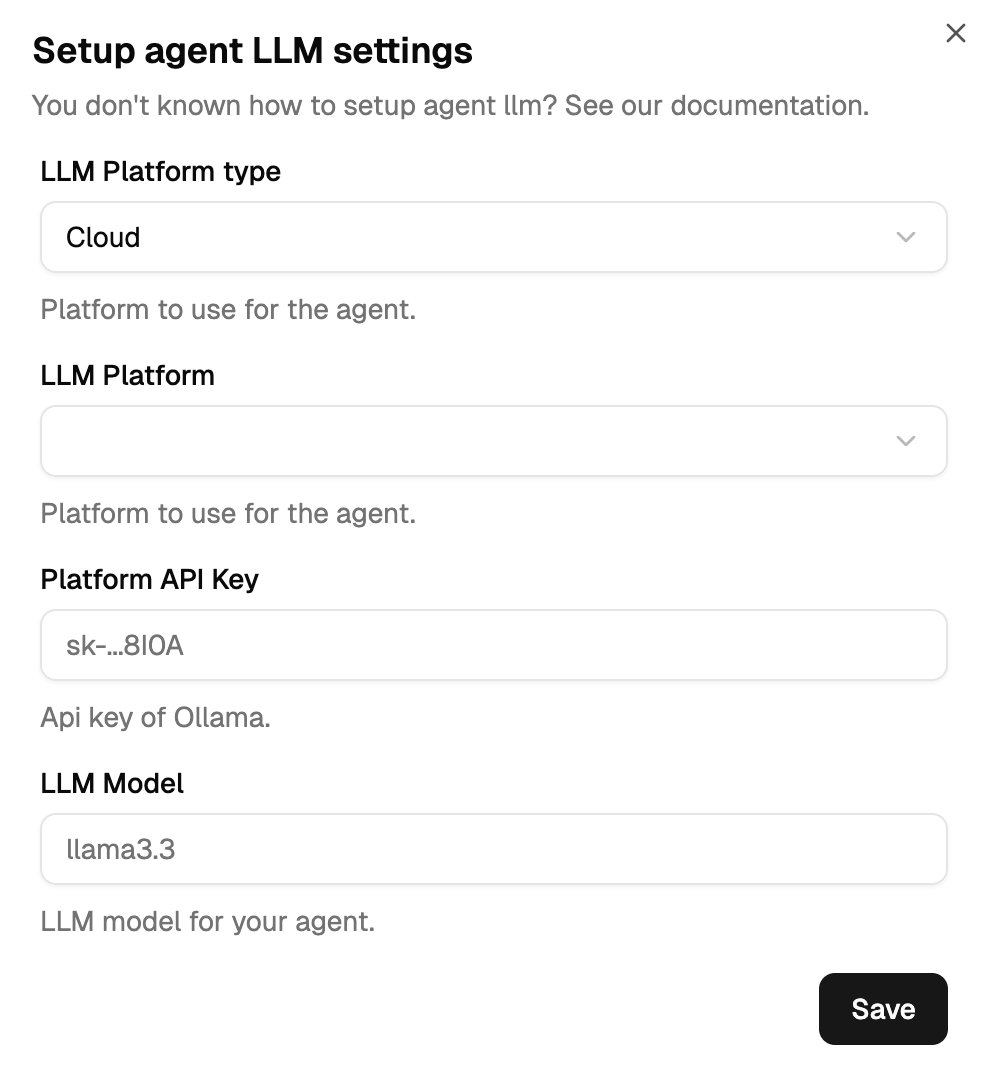 Setup agent LLM settings
You don't known how to setup agent llm? See our documentation.
LLM Platform type
Cloud
Platform to use for the agent.
LLM Platform
Platform to use for the agent.
Platform API Key
sk-...8I0A
Api key of Ollama.
LLM Model
llama3.3
LLM model for your agent.
Save